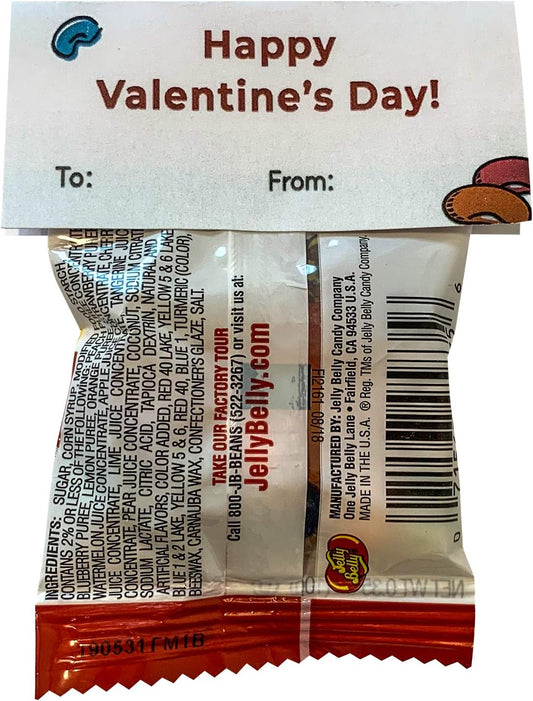 Happy
Valentine's Day!
To: From:
INGREDIENTS: SUGAR, CORN SYRUP, MODIFIED STARCH,
CONTAINS 2% OR LESS OF THE FOLLOWING:
BLUEBERRY PUREE, LEMON PUREE, ORANGE
WATERMELON JUICE CONCENTRATE, APPLE JUICE
JUICE CONCENTRATE, LIME JUICE CONCENTRATE, TANGERINE JUICE
CONCENTRATE, PEAR JUICE CONCENTRATE, COCONUT, SODIUM CITRATE
SODIUM LACTATE, CITRIC ACID, TAPIOCA DEXTRIN, NATURAL AND
ARTIFICIAL FLAVORS, COLOR ADDED, RED 40 LAKE, YELLOW 5 & 6 LAKE
BLUE 1 & 2 LAKE, YELLOW 5 & 6, RED 40, BLUE 1, TURMERIC (COLOR),
BEESWAX, CARNAUBA WAX, CONFECTIONER'S GLAZE, SALT.
TAKE OUR FACTORY TOUR
Call 800-JB-BEANS (522-3267) or visit us at:
JellyBelly.com
08/18
MANUFACTURED BY: Jelly Belly Candy Company
One Jelly Belly Lane • Fairfield, CA 94533 U.S.A.
MADE IN THE U.S.A. ® Reg. TMs of Jelly Belly Candy Company.
Jelly
Belly
NET WT
T90531